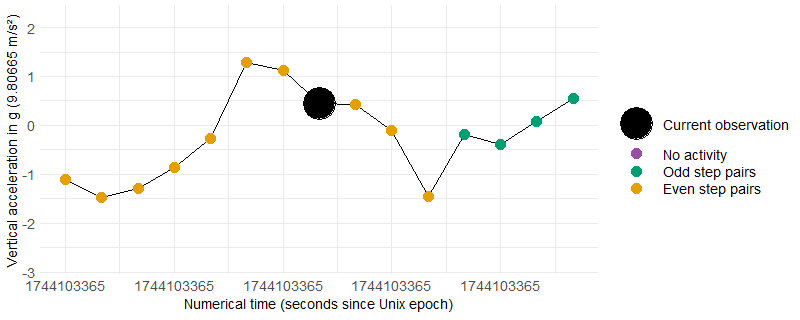 Vertical acceleration in g (9.80665 m/s²)
2
1
0
-1
-2
-3
1744103365 1744103365 1744103365 1744103365 1744103365
Numerical time (seconds since Unix epoch)
Current observation
No activity
Odd step pairs
Even step pairs